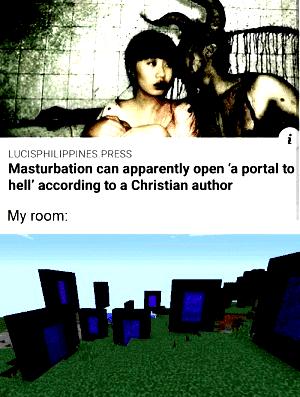 LUCISPHILIPPINES PRESS
Masturbation can apparently open ‘a portal to
hell’ according to a Christian author
My room: